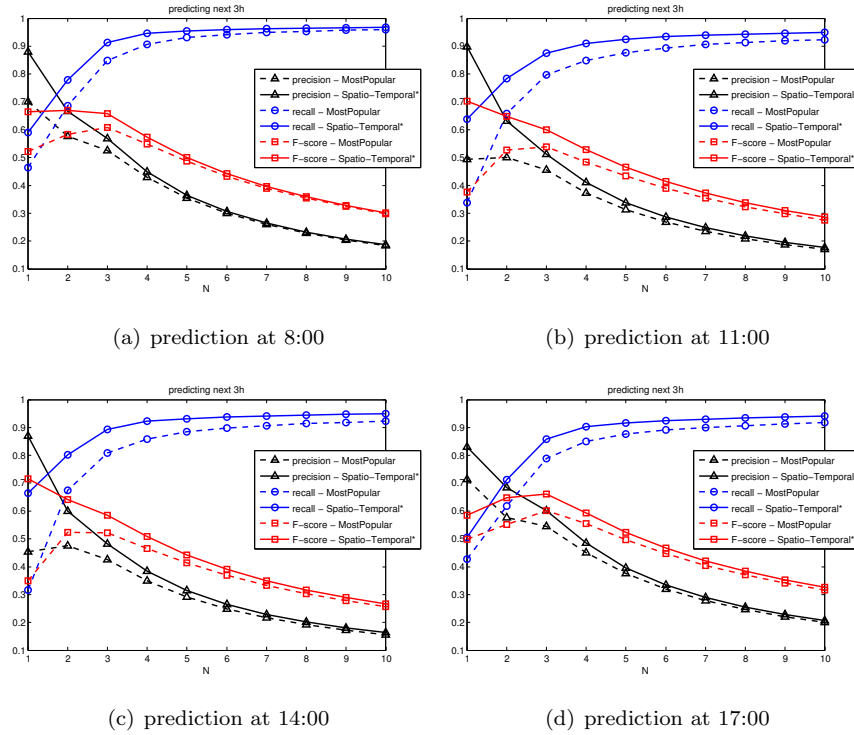 predicting next 3h
1
0.9
0.8
0.7
0.6
0.5
0.4
0.3
0.2
0.1
1 2 3 4 5 6 7 8 9 10
N
precision – MostPopular
precision – Spatio–Temporal*
recall – MostPopular
recall – Spatio–Temporal*
F–score – MostPopular
F–score – Spatio–Temporal*
(a) prediction at 8:00
predicting next 3h
1
0.9
0.8
0.7
0.6
0.5
0.4
0.3
0.2
0.1
1 2 3 4 5 6 7 8 9 10
N
precision – MostPopular
precision – Spatio–Temporal*
recall – MostPopular
recall – Spatio–Temporal*
F–score – MostPopular
F–score – Spatio–Temporal*
(b) prediction at 11:00
predicting next 3h
1
0.9
0.8
0.7
0.6
0.5
0.4
0.3
0.2
0.1
1 2 3 4 5 6 7 8 9 10
N
precision – MostPopular
precision – Spatio–Temporal*
recall – MostPopular
recall – Spatio–Temporal*
F–score – MostPopular
F–score – Spatio–Temporal*
(c) prediction at 14:00
predicting next 3h
1
0.9
0.8
0.7
0.6
0.5
0.4
0.3
0.2
0.1
1 2 3 4 5 6 7 8 9 10
N
precision – MostPopular
precision – Spatio–Temporal*
recall – MostPopular
recall – Spatio–Temporal*
F–score – MostPopular
F–score – Spatio–Temporal*
(d) prediction at 17:00